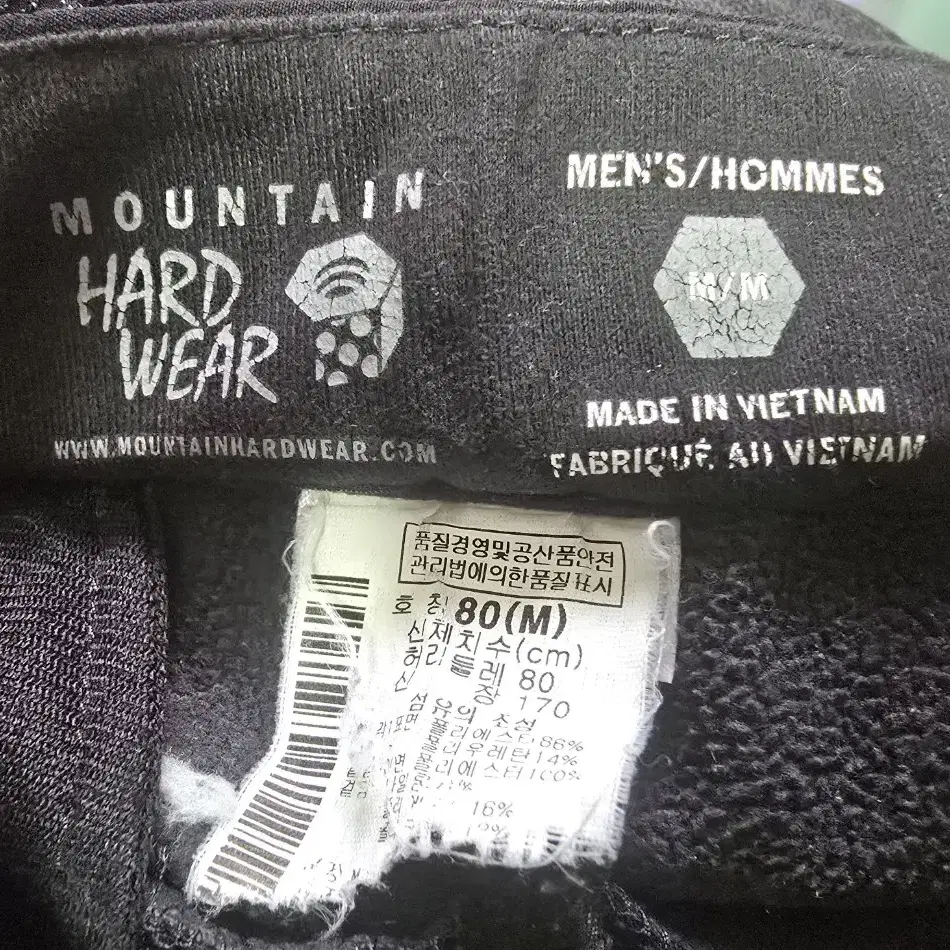 MOUNTAIN
HARD
WEAR
WWW.MOUNTAINHARDWEAR.COM
MEN'S/HOMMES
M/M
MADE IN VIETNAM
FABRIQUÉ AU VIETNAM
품질경영및공산품안전
관리법에의한품질표시
호 칭 80(M)
신체치수(cm)
허리둘레 80
신 장 170
섬유의 조성
폴리에스터 86%
폴리우레탄 14%
폴리에스터 100%
16%